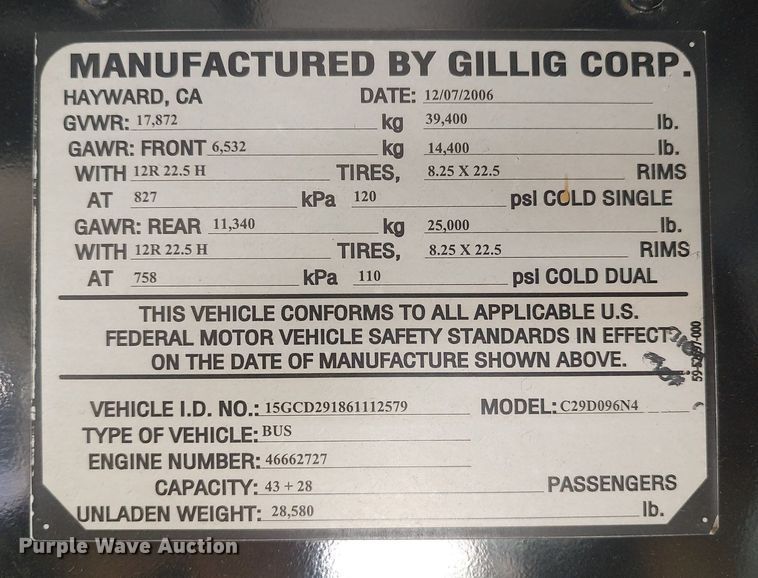 MANUFACTURED BY GILLIG CORP.
HAYWARD, CA DATE: 12/07/2006
GVWR: 17,872 kg 39,400 lb.
GAWR: FRONT 6,532 kg 14,400 lb.
WITH 12R 22.5 H TIRES, 8.25 X 22.5 RIMS
AT 827 kPa 120 psi COLD SINGLE
GAWR: REAR 11,340 kg 25,000 lb.
WITH 12R 22.5 H TIRES, 8.25 X 22.5 RIMS
AT 758 kPa 110 psi COLD DUAL
THIS VEHICLE CONFORMS TO ALL APPLICABLE U.S.
FEDERAL MOTOR VEHICLE SAFETY STANDARDS IN EFFECT
ON THE DATE OF MANUFACTURE SHOWN ABOVE.
VEHICLE I.D. NO.: 15GCD291861112579 MODEL: C29D096N4
TYPE OF VEHICLE: BUS
ENGINE NUMBER: 46662727
CAPACITY: 43 + 28 PASSENGERS
UNLADEN WEIGHT: 28,580 lb.
Purple Wave Auction